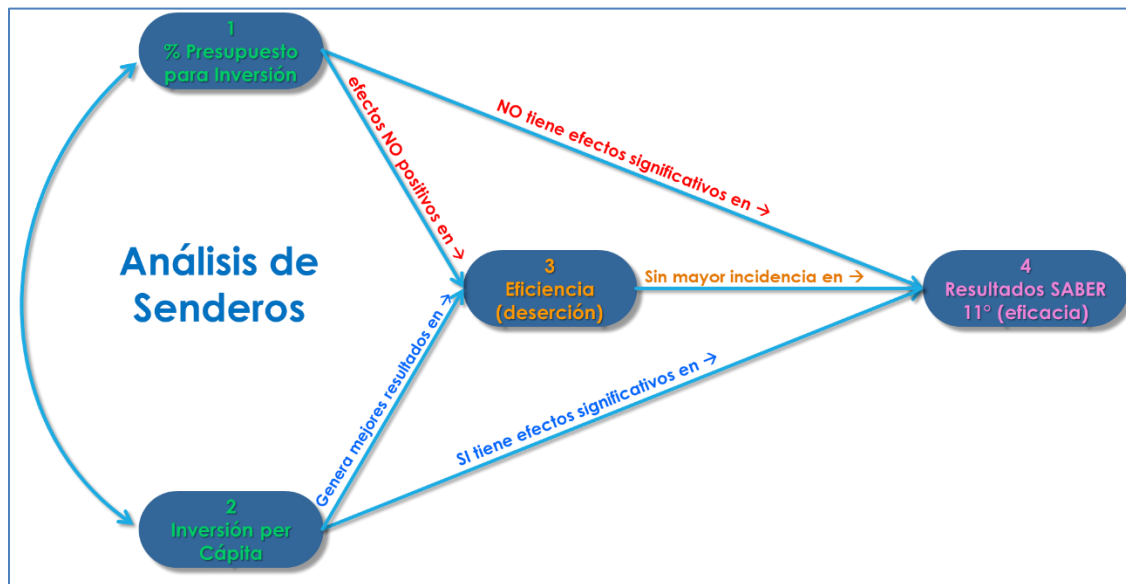 1
% Presupuesto
para Inversión
efectos NO positivos en →
NO tiene efectos significativos en →
Análisis de
Senderos
3
Eficiencia
(deserción)
Sin mayor incidencia en →
4
Resultados SABER
11° (eficacia)
Genera mejores resultados en →
SI tiene efectos significativos en →
2
Inversión per
Cápita